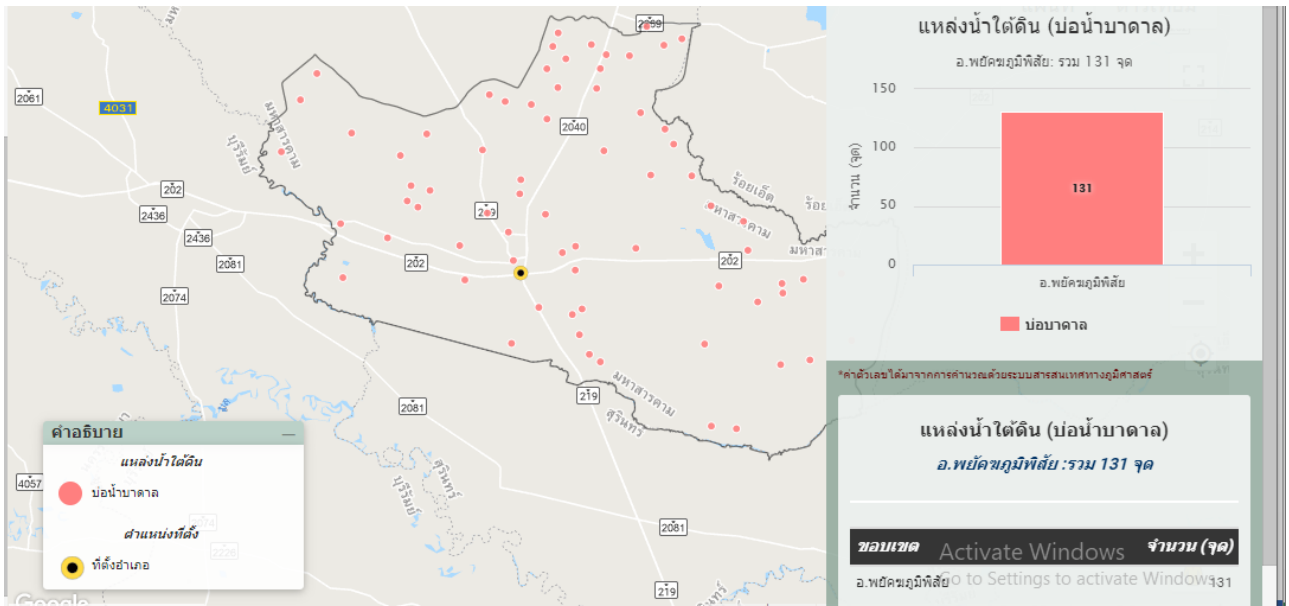 2299
2061
4031
มหาสารคาม
บุรีรัมย์
2040
202
ร้อยเอ็ด
มหาสารคาม
ร้อย
2436
219
2436
2081
202
202
มหาสา
2074
มหาสารคาม
สุรินทร์
219
2081
สุรินทร์
บุรีรัมย์
4057
2081
219
คำอธิบาย
แหล่งน้ำใต้ดิน
บ่อน้ำบาดาล
ตำแหน่งที่ตั้ง
ที่ตั้งอำเภอ
2074
2226
Google
แหล่งน้ำใต้ดิน (บ่อน้ำบาดาล)
อ.พยัคฆภูมิพิสัย: รวม 131 จุด
จำนวน (จุด)
150
100
50
0
131
อ.พยัคฆภูมิพิสัย
บ่อบาดาล
*ค่าตัวเลขได้มาจากการคำนวณด้วยระบบสารสนเทศทางภูมิศาสตร์
แหล่งน้ำใต้ดิน (บ่อน้ำบาดาล)
อ.พยัคฆภูมิพิสัย :รวม 131 จุด
ขอบเขต จำนวน (จุด)
อ.พยัคฆภูมิพิสัย 131
Activate Windows
Go to Settings to activate Windows.